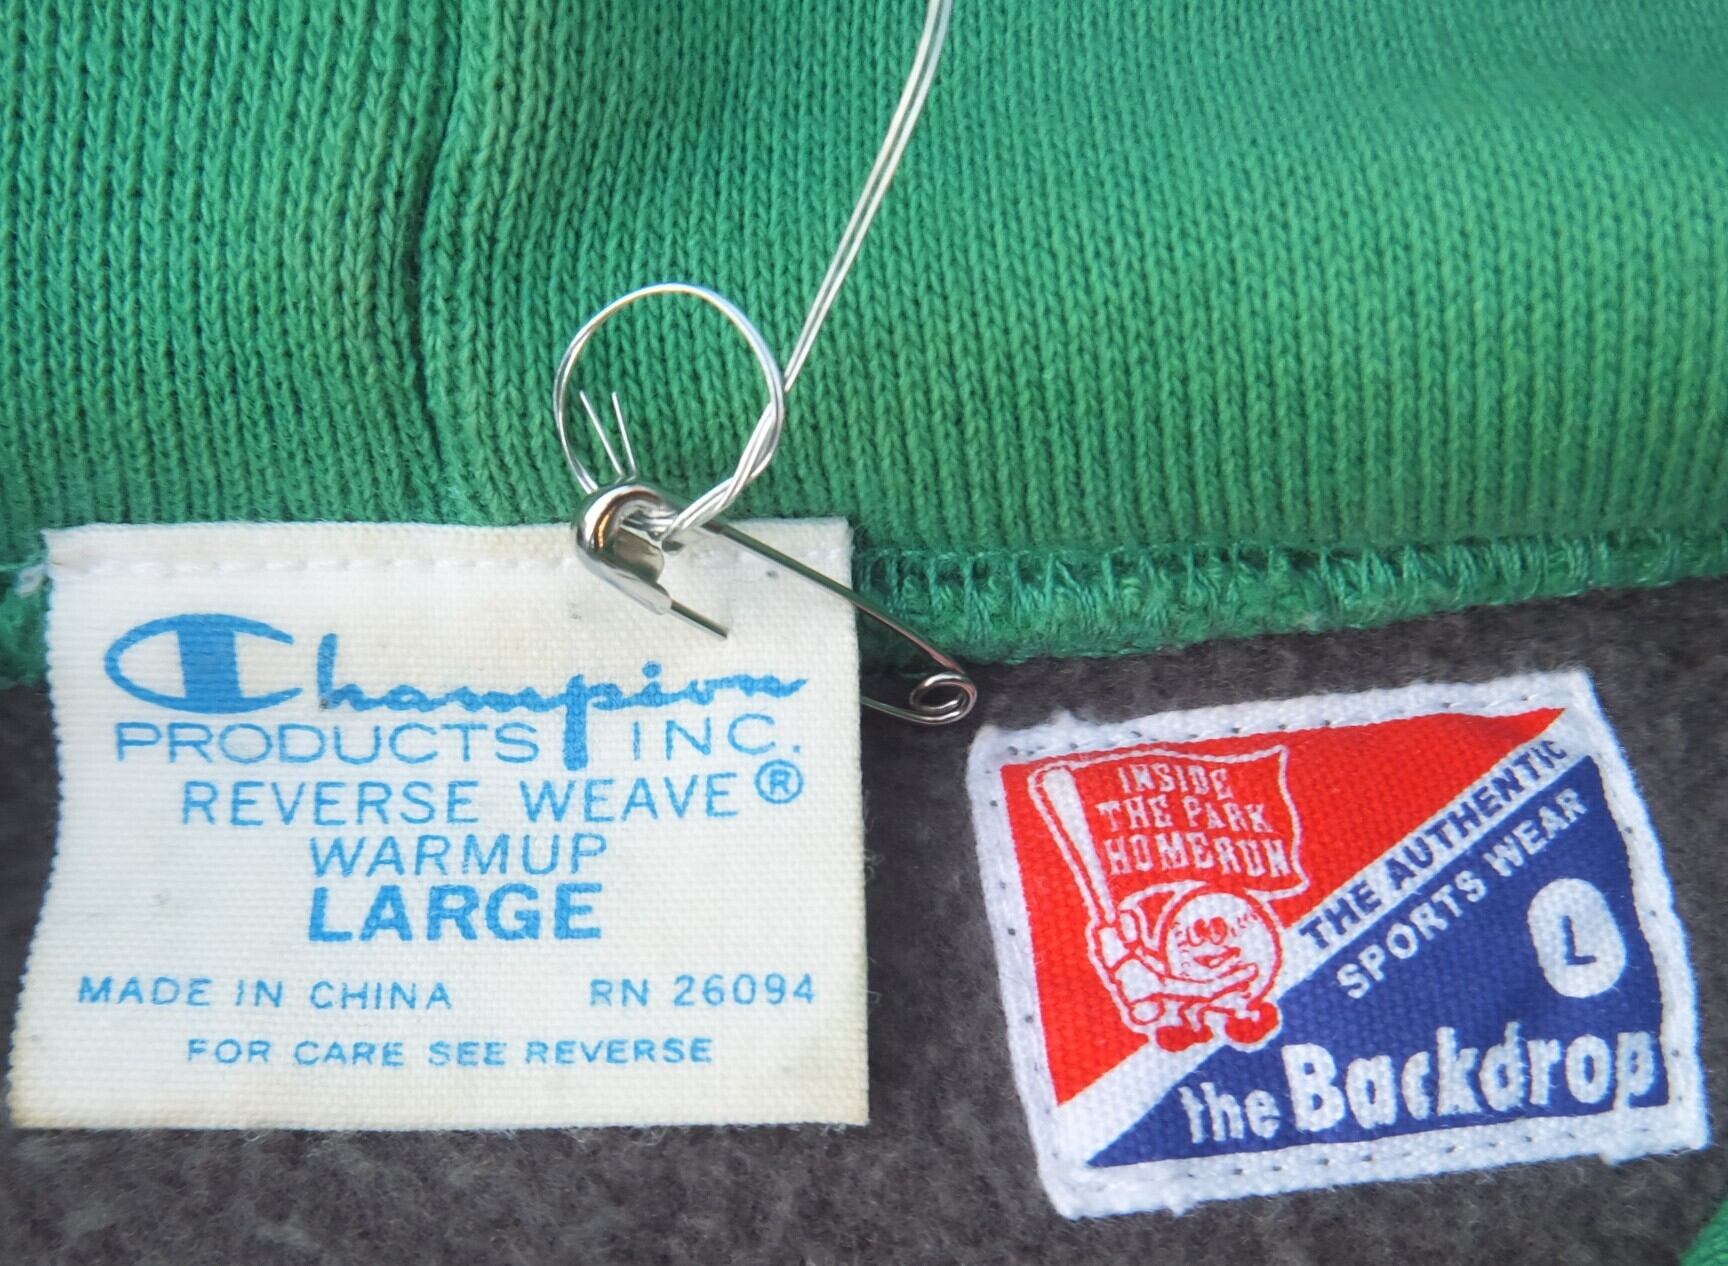 Champion
PRODUCTS INC.
REVERSE WEAVE®
WARMUP
LARGE
MADE IN CHINA RN 26094
FOR CARE SEE REVERSE
INSIDE
THE PARK
HOMERUN
THE AUTHENTIC
SPORTS WEAR
L
the Backdrop